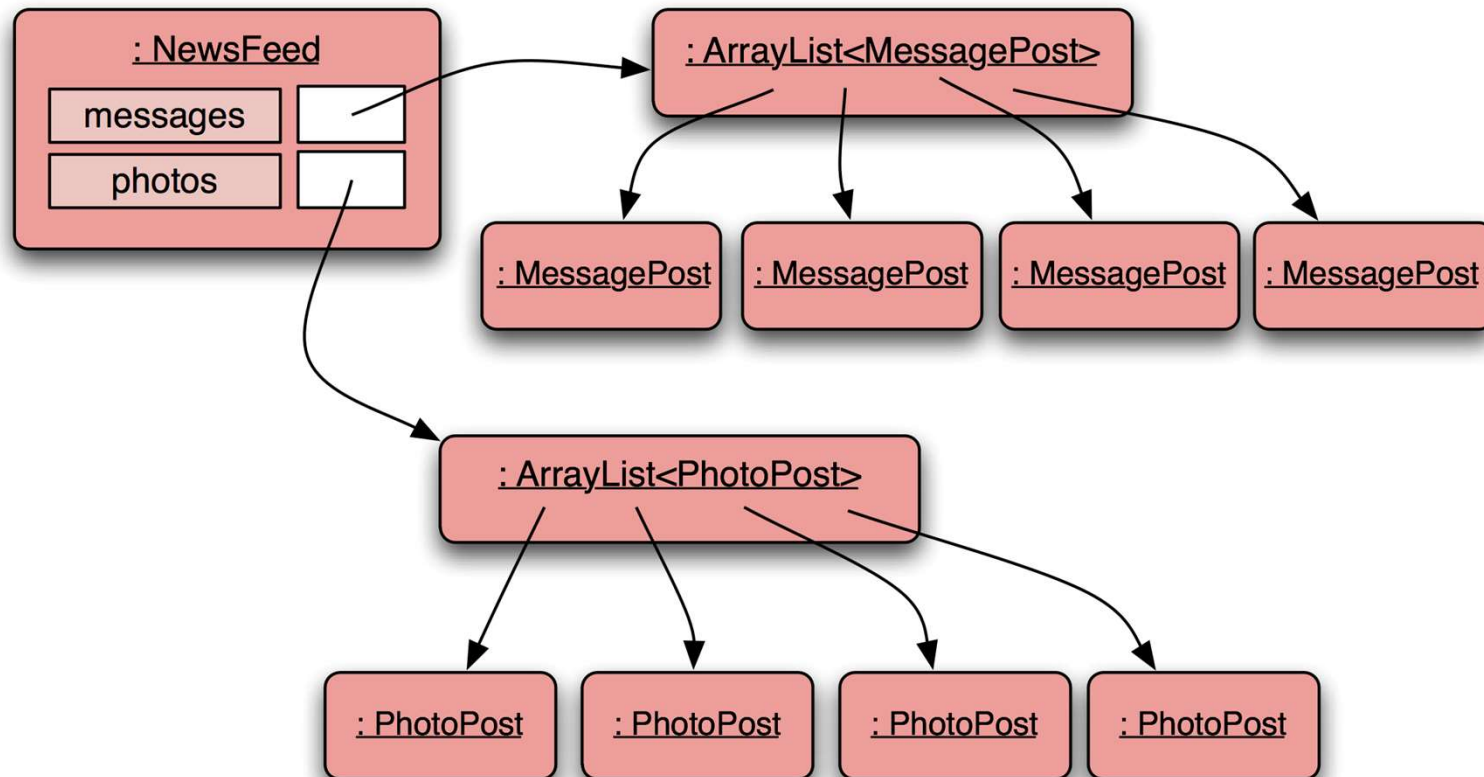 : NewsFeed
messages
photos
: ArrayList<MessagePost>
: MessagePost
: MessagePost
: MessagePost
: MessagePost
: ArrayList<PhotoPost>
: PhotoPost
: PhotoPost
: PhotoPost
: PhotoPost